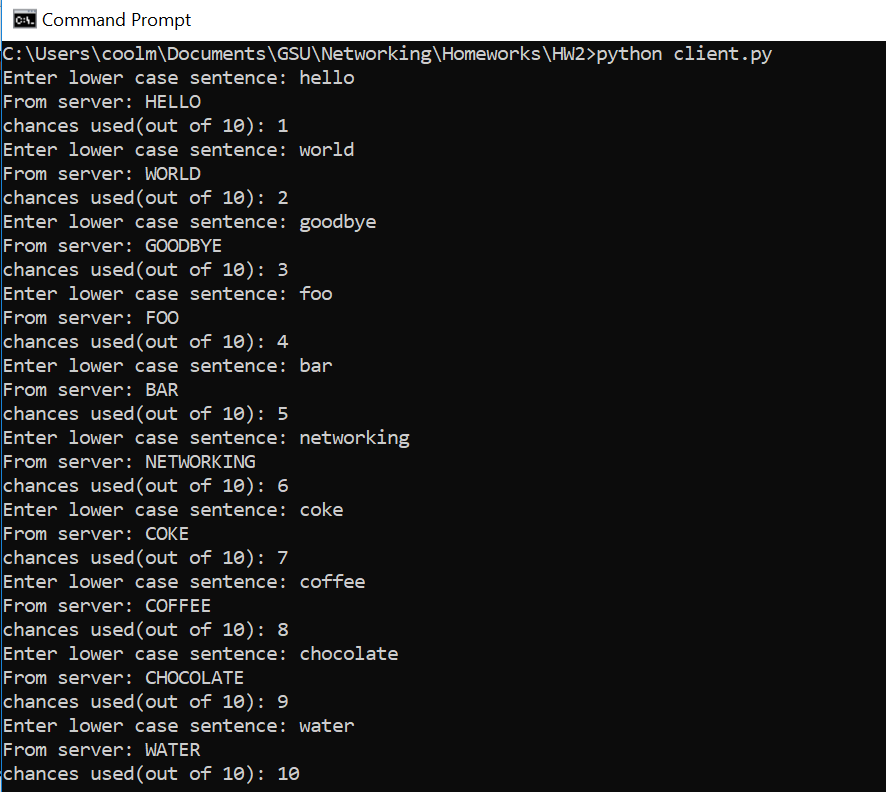 Command Prompt
C:\Users\coolm\Documents\GSU\Networking\Homeworks\HW2>python client.py
Enter lower case sentence: hello
From server: HELLO
chances used(out of 10): 1
Enter lower case sentence: world
From server: WORLD
chances used(out of 10): 2
Enter lower case sentence: goodbye
From server: GOODBYE
chances used(out of 10): 3
Enter lower case sentence: foo
From server: FOO
chances used(out of 10): 4
Enter lower case sentence: bar
From server: BAR
chances used(out of 10): 5
Enter lower case sentence: networking
From server: NETWORKING
chances used(out of 10): 6
Enter lower case sentence: coke
From server: COKE
chances used(out of 10): 7
Enter lower case sentence: coffee
From server: COFFEE
chances used(out of 10): 8
Enter lower case sentence: chocolate
From server: CHOCOLATE
chances used(out of 10): 9
Enter lower case sentence: water
From server: WATER
chances used(out of 10): 10